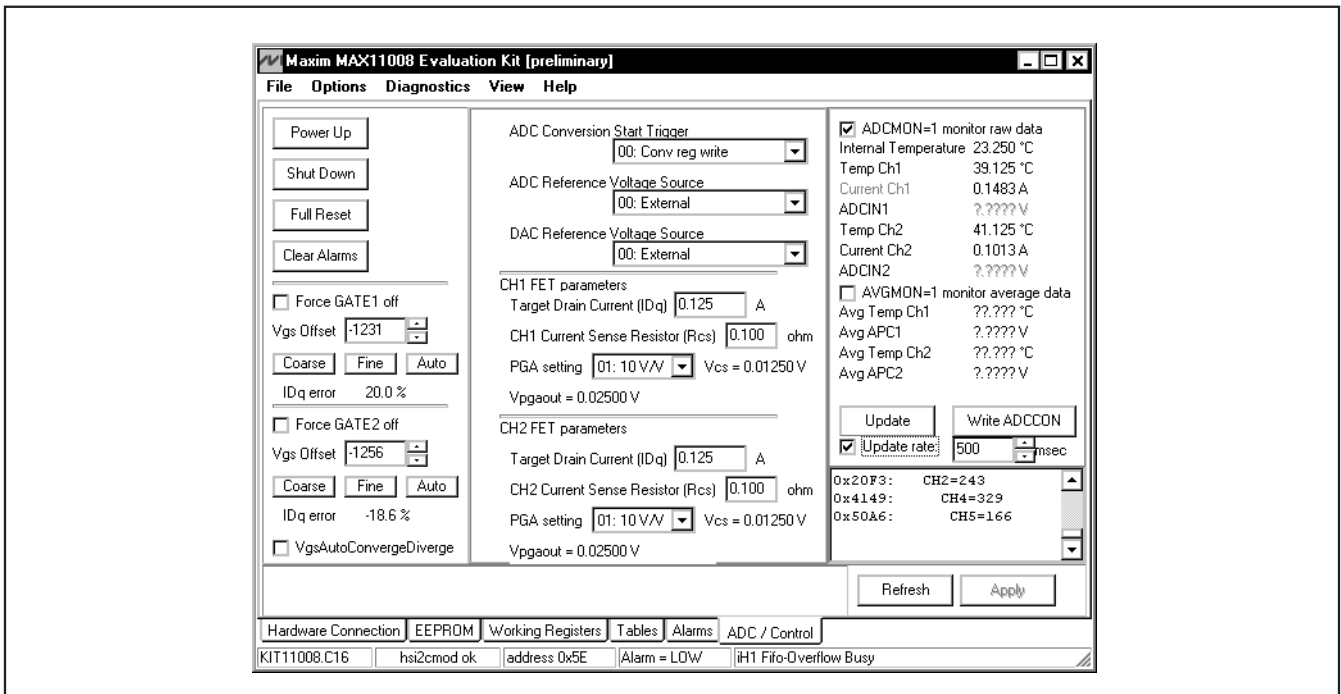 Maxim MAX11008 Evaluation Kit [preliminary]
File Options Diagnostics View Help
Power Up
Shut Down
Full Reset
Clear Alarms
Force GATE1 off
Vgs Offset -1231
Coarse Fine Auto
IDq error 20.0 %
Force GATE2 off
Vgs Offset -1256
Coarse Fine Auto
IDq error -18.6 %
VgsAutoConvergeDiverge
ADC Conversion Start Trigger
00: Conv reg write
ADC Reference Voltage Source
00: External
DAC Reference Voltage Source
00: External
CH1 FET parameters
Target Drain Current (IDq) 0.125 A
CH1 Current Sense Resistor (Rcs) 0.100 ohm
PGA setting 01: 10 V/V Vcs = 0.01250 V
Vpgaout = 0.02500 V
CH2 FET parameters
Target Drain Current (IDq) 0.125 A
CH2 Current Sense Resistor (Rcs) 0.100 ohm
PGA setting 01: 10 V/V Vcs = 0.01250 V
Vpgaout = 0.02500 V
ADCMON=1 monitor raw data
Internal Temperature 23.250 °C
Temp Ch1 39.125 °C
Current Ch1 0.1483 A
ADCIN1 ?.???? V
Temp Ch2 41.125 °C
Current Ch2 0.1013 A
ADCIN2 ?.???? V
AVGMON=1 monitor average data
Avg Temp Ch1 ??.??? °C
Avg APC1 ?.???? V
Avg Temp Ch2 ??.??? °C
Avg APC2 ?.???? V
Update Write ADCCON
Update rate: 500 msec
0x20F3: CH2=243
0x4149: CH4=329
0x50A6: CH5=166
Refresh Apply
Hardware Connection EEPROM Working Registers Tables Alarms ADC / Control
KIT11008.C16 hsi2cmod ok address 0x5E Alarm = LOW iH1 Fifo-Overflow Busy